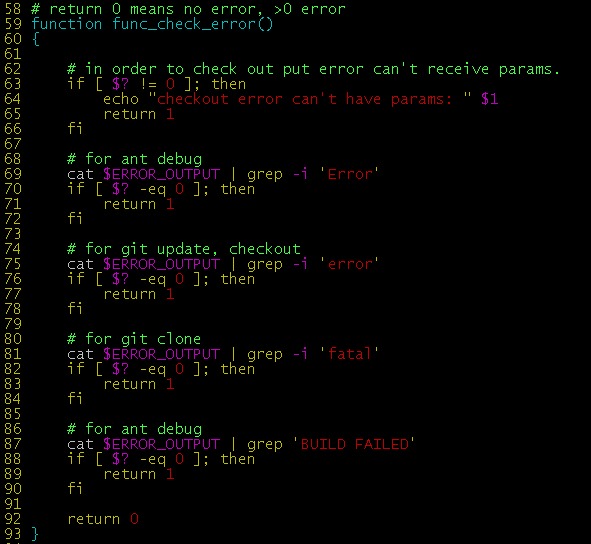 58 # return 0 means no error, >0 error
59 function func_check_error()
60 {
61
62     # in order to check out put error can't receive params.
63     if [ $? != 0 ]; then
64         echo "checkout error can't have params: " $1
65         return 1
66     fi
67
68     # for ant debug
69     cat $ERROR_OUTPUT | grep -i 'Error'
70     if [ $? -eq 0 ]; then
71         return 1
72     fi
73
74     # for git update, checkout
75     cat $ERROR_OUTPUT | grep -i 'error'
76     if [ $? -eq 0 ]; then
77         return 1
78     fi
79
80     # for git clone
81     cat $ERROR_OUTPUT | grep -i 'fatal'
82     if [ $? -eq 0 ]; then
83         return 1
84     fi
85
86     # for ant debug
87     cat $ERROR_OUTPUT | grep 'BUILD FAILED'
88     if [ $? -eq 0 ]; then
89         return 1
90     fi
91
92     return 0
93 }